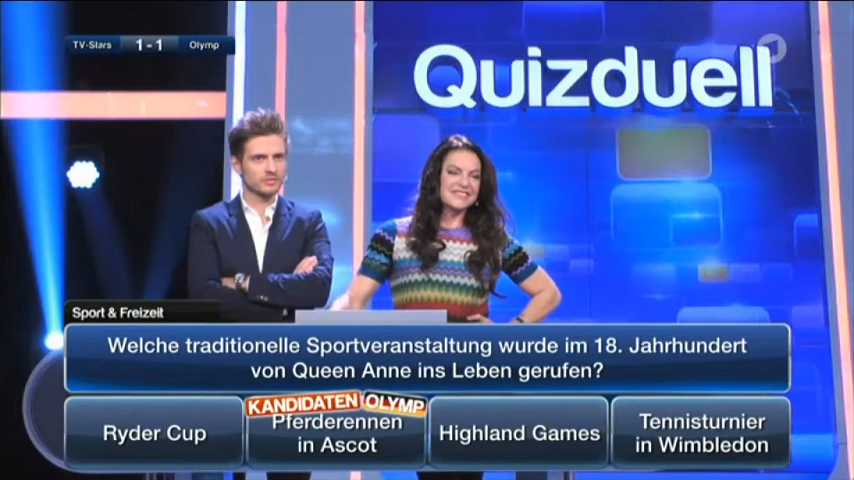 TV-Stars 1-1 Olymp
Quizduell
Sport & Freizeit
Welche traditionelle Sportveranstaltung wurde im 18. Jahrhundert
von Queen Anne ins Leben gerufen?
KANDIDATEN OLYMP
Ryder Cup
Pferderennen
in Ascot
Highland Games
Tennisturnier
in Wimbledon